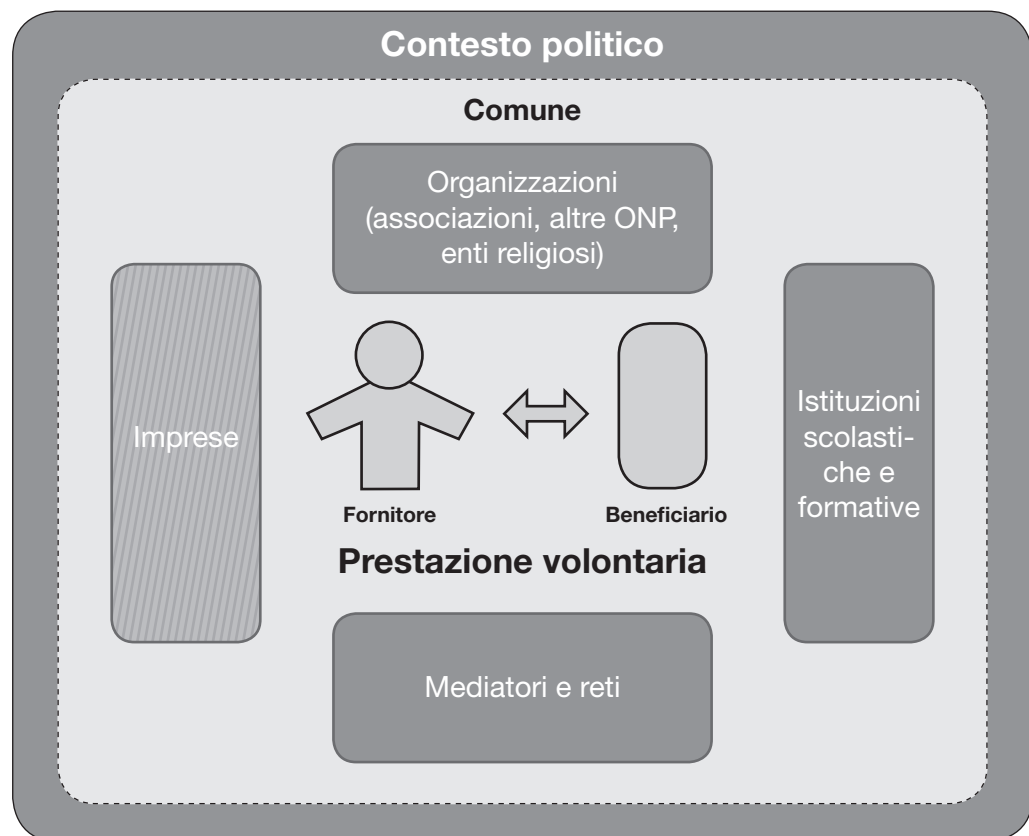 Contesto politico
Comune
Organizzazioni
(associazioni, altre ONP,
enti religiosi)
Imprese
Istituzioni
scolasti-
che e
formative
Fornitore
Beneficiario
Prestazione volontaria
Mediatori e reti